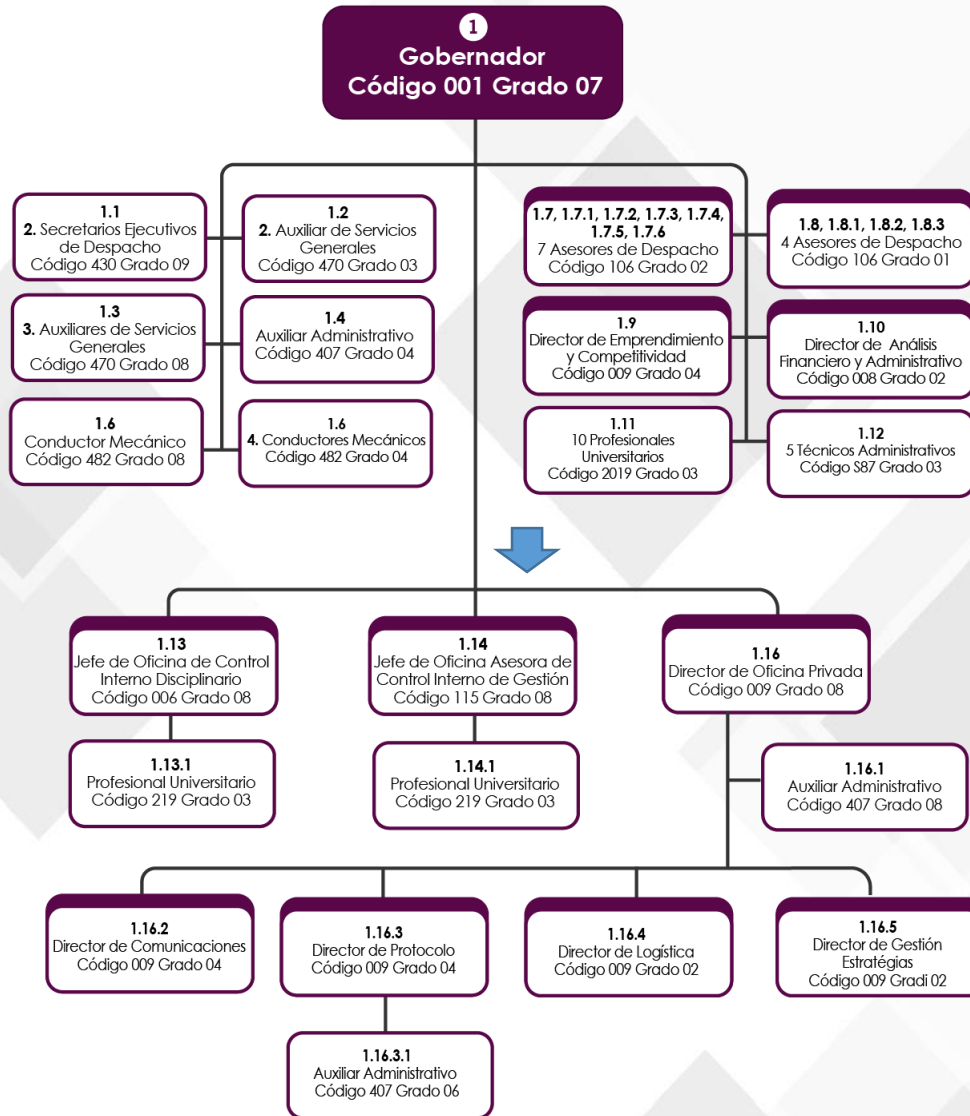 1
Gobernador
Código 001 Grado 07
1.1
2. Secretarios Ejecutivos
de Despacho
Código 430 Grado 09
1.2
2. Auxiliar de Servicios
Generales
Código 470 Grado 03
1.3
3. Auxiliares de Servicios
Generales
Código 470 Grado 08
1.4
Auxiliar Administrativo
Código 407 Grado 04
1.6
Conductor Mecánico
Código 482 Grado 08
1.6
4. Conductores Mecánicos
Código 482 Grado 04
1.7, 1.7.1, 1.7.2, 1.7.3, 1.7.4,
1.7.5, 1.7.6
7 Asesores de Despacho
Código 106 Grado 02
1.8, 1.8.1, 1.8.2, 1.8.3
4 Asesores de Despacho
Código 106 Grado 01
1.9
Director de Emprendimiento
y Competitividad
Código 009 Grado 04
1.10
Director de Análisis
Financiero y Administrativo
Código 008 Grado 02
1.11
10 Profesionales
Universitarios
Código 2019 Grado 03
1.12
5 Técnicos Administrativos
Código S87 Grado 03
1.13
Jefe de Oficina de Control
Interno Disciplinario
Código 006 Grado 08
1.14
Jefe de Oficina Asesora de
Control Interno de Gestión
Código 115 Grado 08
1.16
Director de Oficina Privada
Código 009 Grado 08
1.13.1
Profesional Universitario
Código 219 Grado 03
1.14.1
Profesional Universitario
Código 219 Grado 03
1.16.1
Auxiliar Administrativo
Código 407 Grado 08
1.16.2
Director de Comunicaciones
Código 009 Grado 04
1.16.3
Director de Protocolo
Código 009 Grado 04
1.16.4
Director de Logística
Código 009 Grado 02
1.16.5
Director de Gestión
Estratégias
Código 009 Gradi 02
1.16.3.1
Auxiliar Administrativo
Código 407 Grado 06